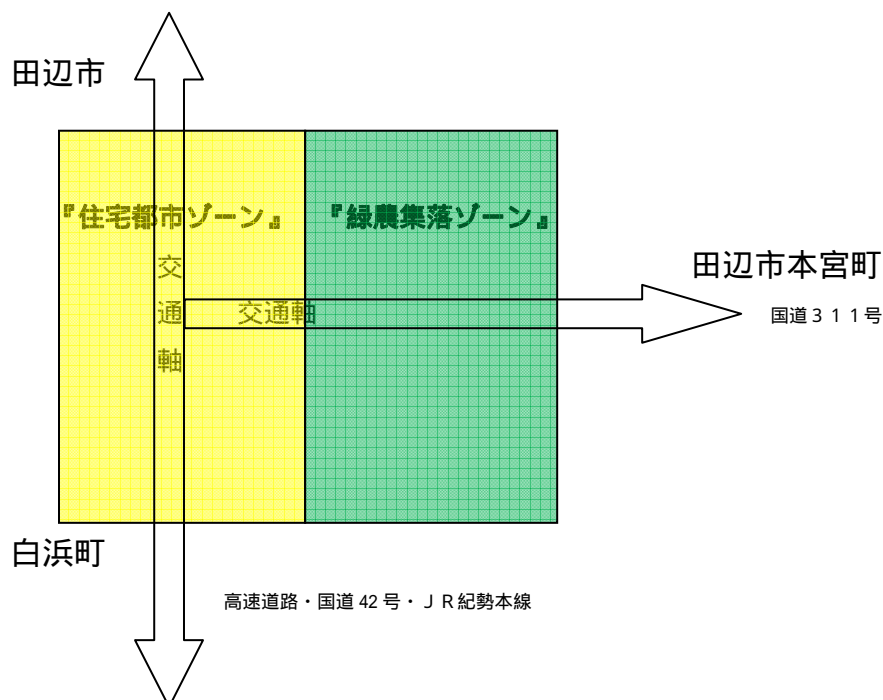 田辺市
『住宅都市ゾーン』
『緑農集落ゾーン』
交通軸
交通軸
田辺市本宮町
国道３１１号
白浜町
高速道路・国道42号・ＪＲ紀勢本線